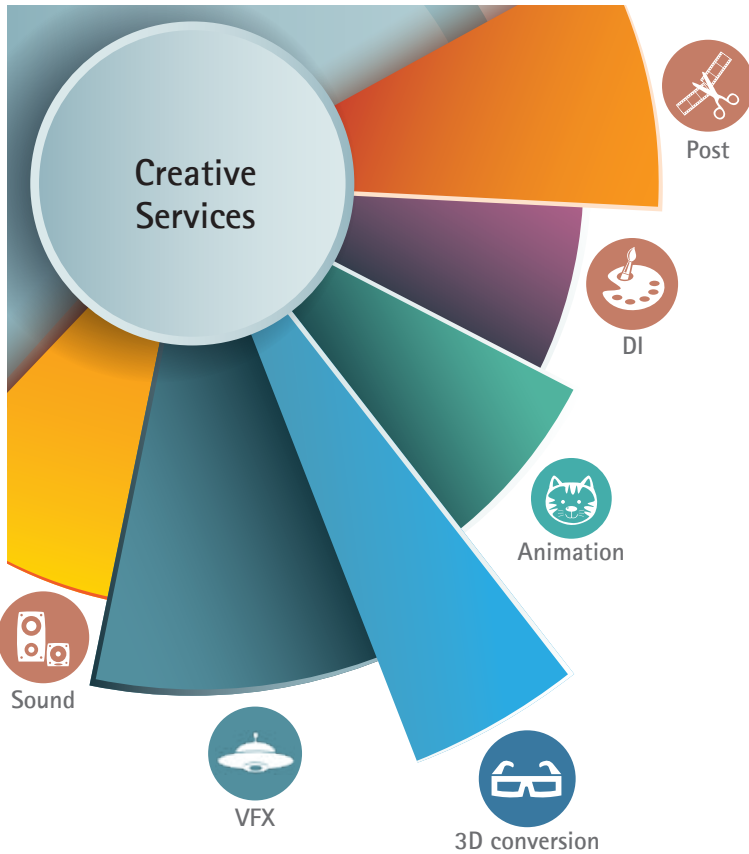 Creative
Services
Post
DI
Animation
Sound
VFX
3D conversion